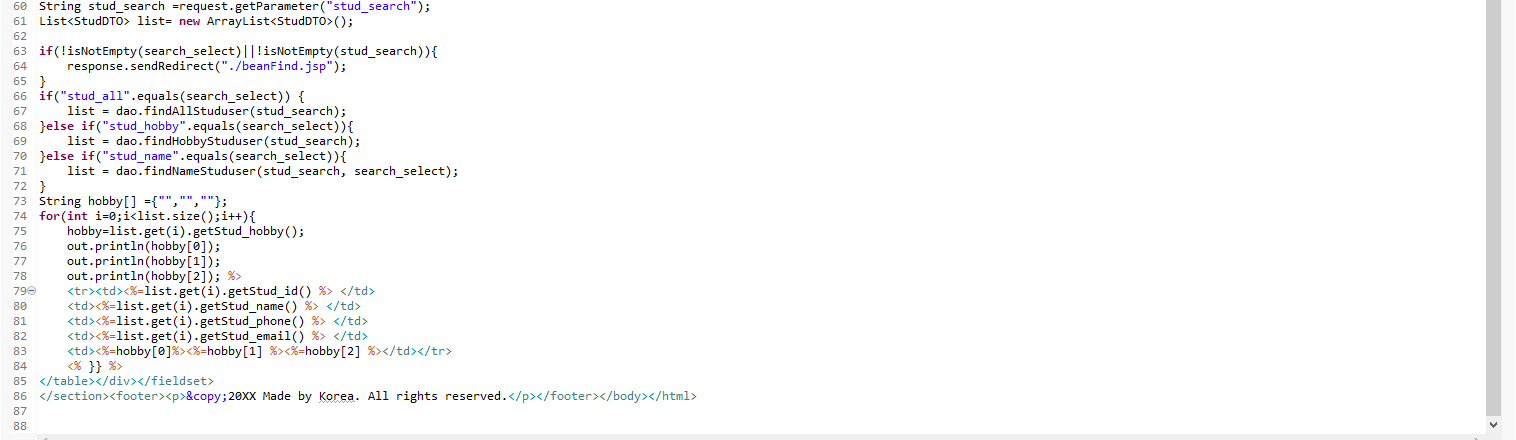 60 String stud_search =request.getParameter("stud_search");
61 List<StudDTO> list= new ArrayList<StudDTO>();
62
63 if(!isNotEmpty(search_select)||!isNotEmpty(stud_search)){
64     response.sendRedirect("./beanFind.jsp");
65 }
66 if("stud_all".equals(search_select)) {
67     list = dao.findAllStuduser(stud_search);
68 }else if("stud_hobby".equals(search_select)){
69     list = dao.findHobbyStuduser(stud_search);
70 }else if("stud_name".equals(search_select)){
71     list = dao.findNameStuduser(stud_search, search_select);
72 }
73 String hobby[] ={"","",""};
74 for(int i=0;i<list.size();i++){
75     hobby=list.get(i).getStud_hobby();
76     out.println(hobby[0]);
77     out.println(hobby[1]);
78     out.println(hobby[2]); %>
79     <tr><td><%=list.get(i).getStud_id() %> </td>
80     <td><%=list.get(i).getStud_name() %> </td>
81     <td><%=list.get(i).getStud_phone() %> </td>
82     <td><%=list.get(i).getStud_email() %> </td>
83     <td><%=hobby[0]%><%=hobby[1] %><%=hobby[2] %></td></tr>
84     <% }} %>
85 </table></div></fieldset>
86 </section><footer><p>&copy;20XX Made by Korea. All rights reserved.</p></footer></body></html>
87
88